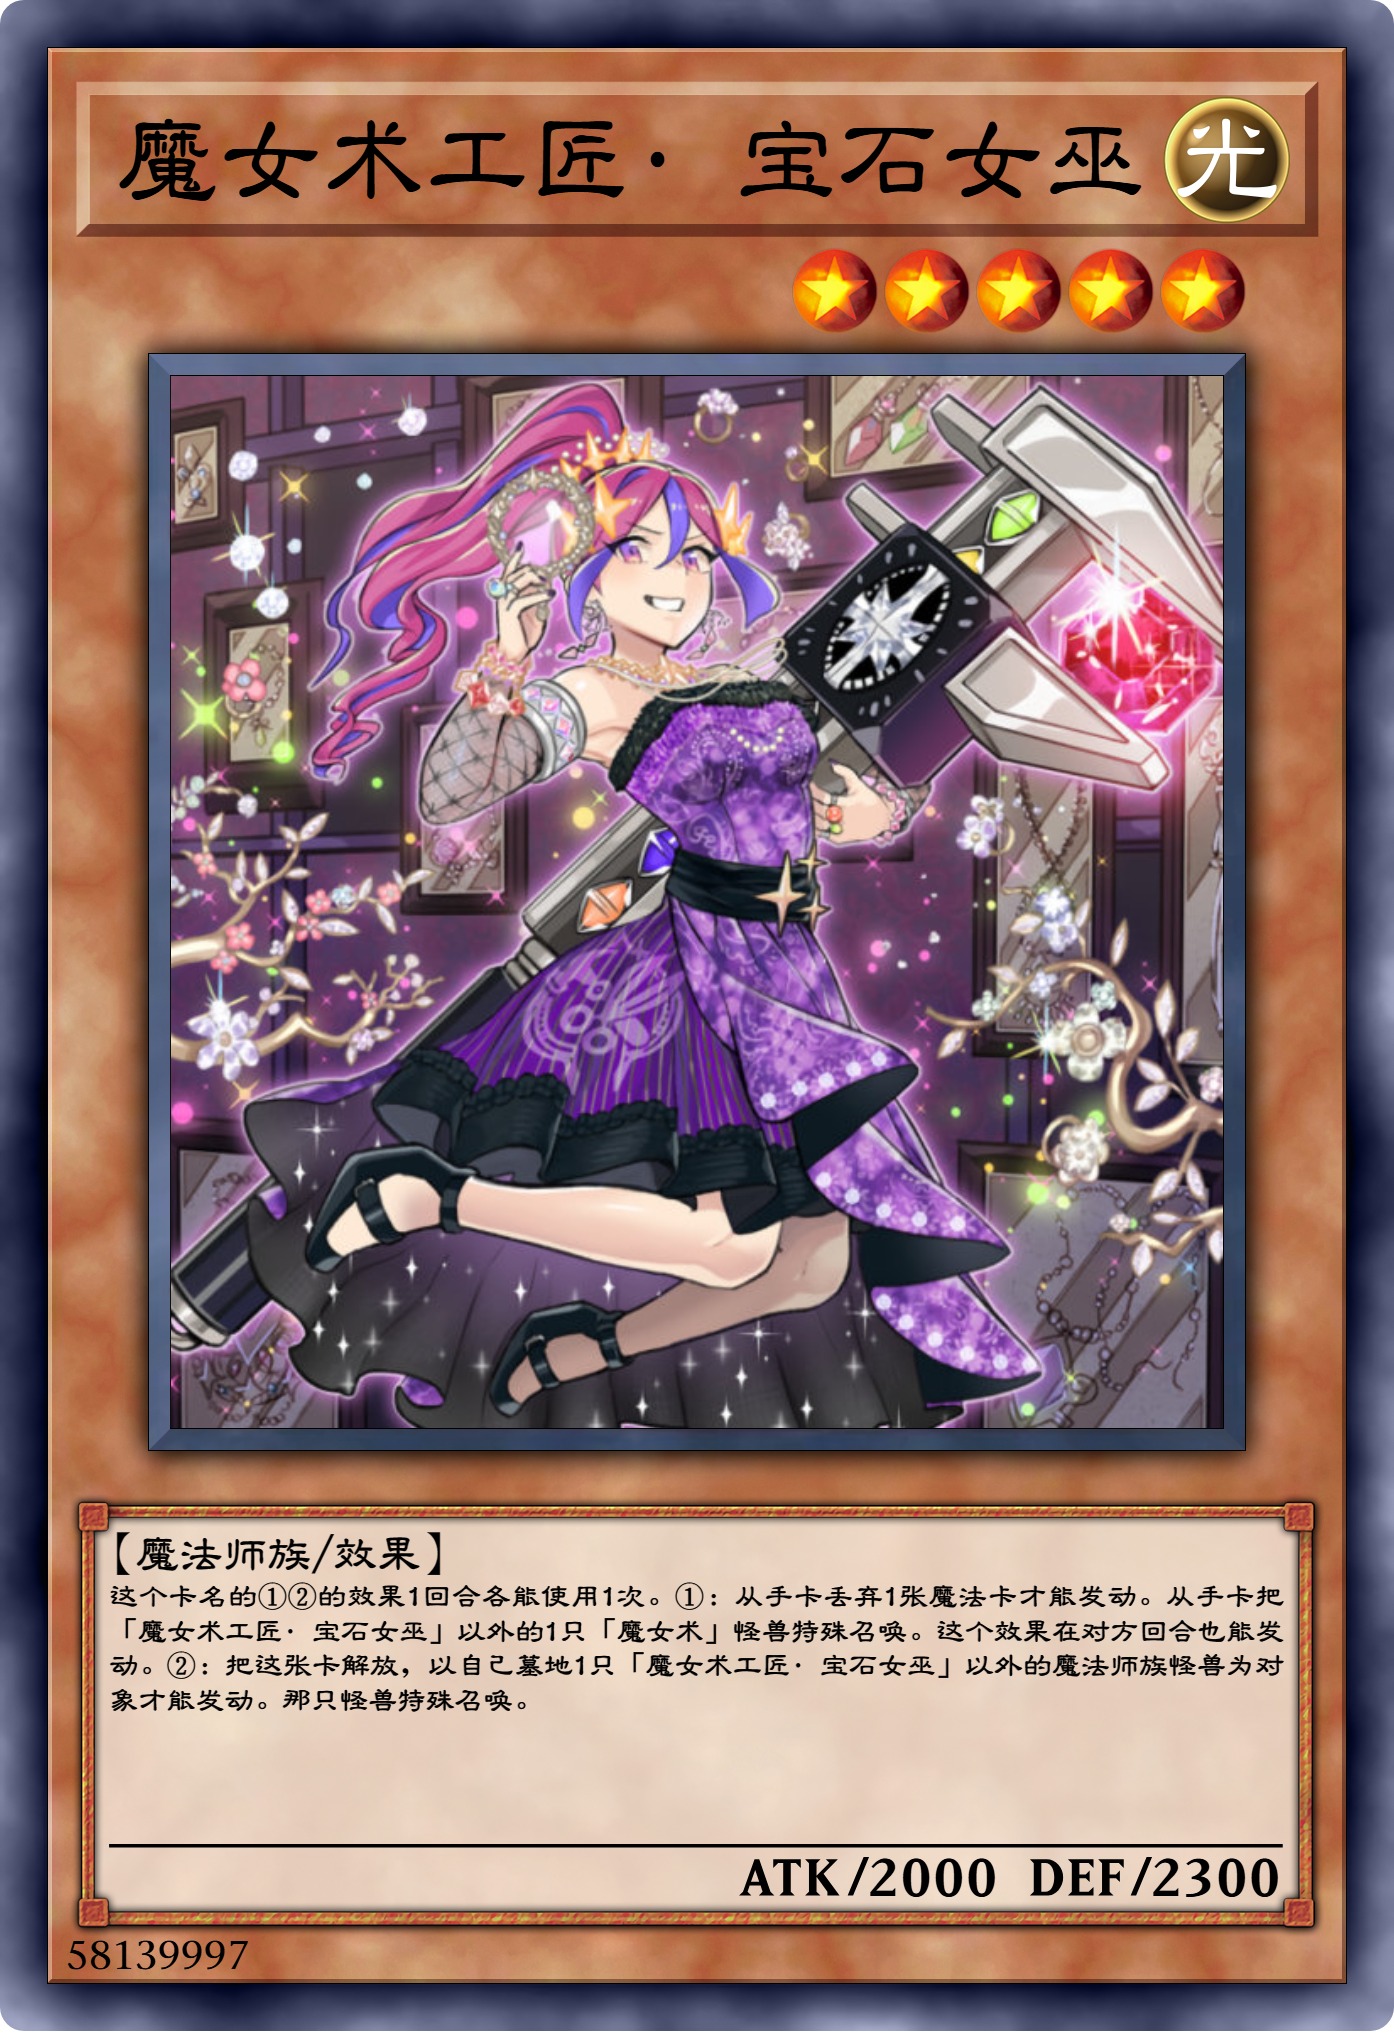 魔女术工匠·宝石女巫 光
【魔法师族/效果】
这个卡名的①②的效果1回合各能使用1次。①：从手卡丢弃1张魔法卡才能发动。从手卡把
「魔女术工匠·宝石女巫」以外的1只「魔女术」怪兽特殊召唤。这个效果在对方回合也能发
动。②：把这张卡解放，以自己墓地1只「魔女术工匠·宝石女巫」以外的魔法师族怪兽为对
象才能发动。那只怪兽特殊召唤。
ATK/2000 DEF/2300
58139997